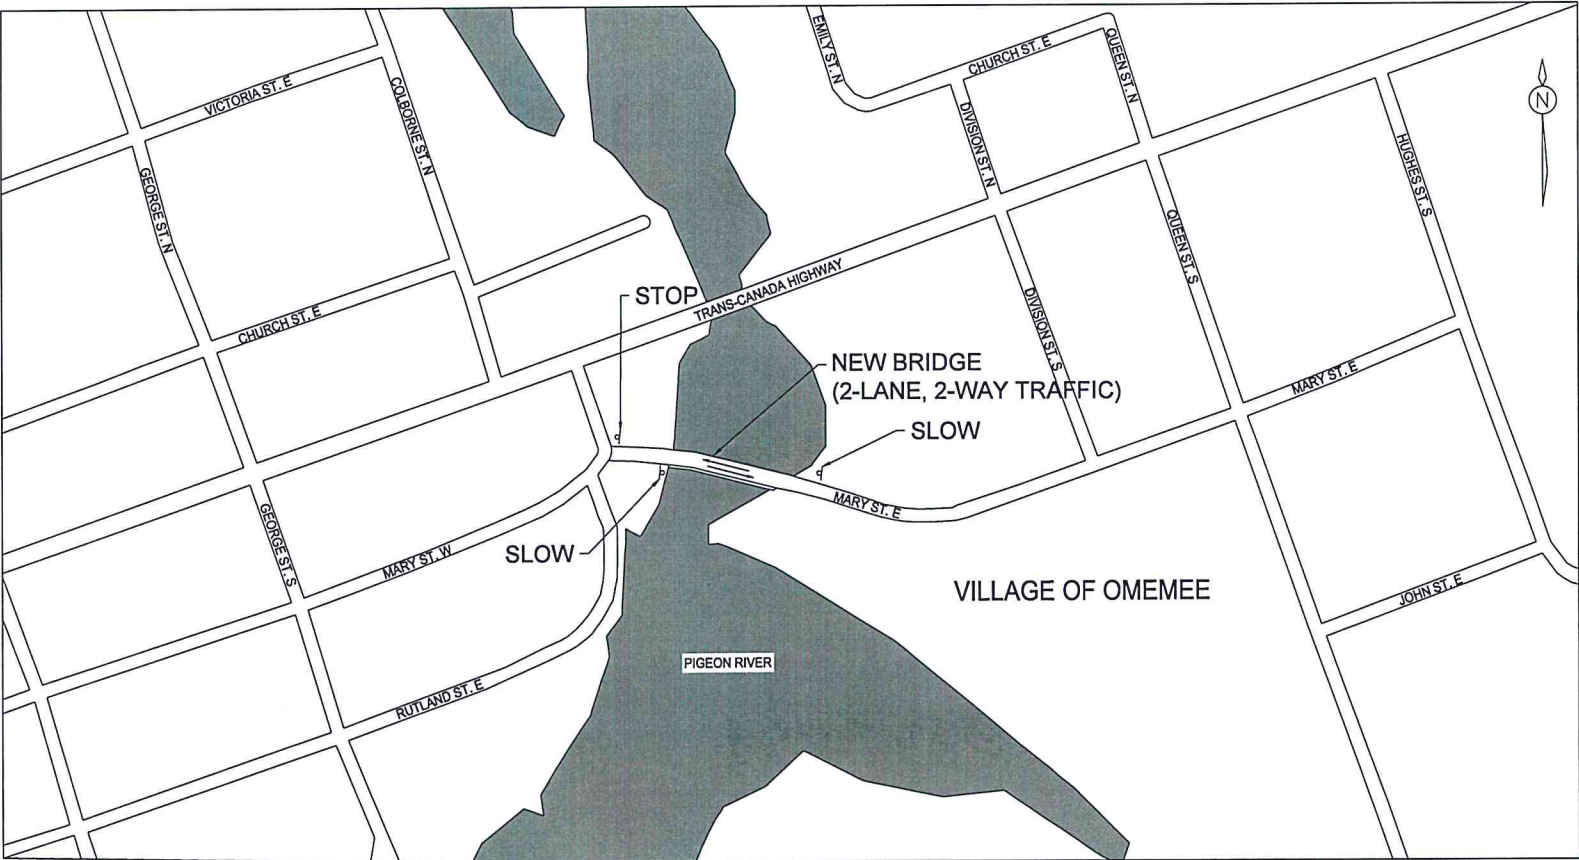 EMILY ST. N
CHURCH ST. E
QUEEN ST. N
VICTORIA ST. E
COLBORNE ST. N
N
DIVISION ST. N
HUGHES ST. S
GEORGE ST. N
QUEEN ST. S
TRANS-CANADA HIGHWAY
STOP
DIVISION ST. S
CHURCH ST. E
NEW BRIDGE
(2-LANE, 2-WAY TRAFFIC)
MARY ST. E
SLOW
MARY ST. E
GEORGE ST. S
SLOW
MARY ST. W
VILLAGE OF OMEMEE
JOHN ST. E
PIGEON RIVER
RUTLAND ST. E